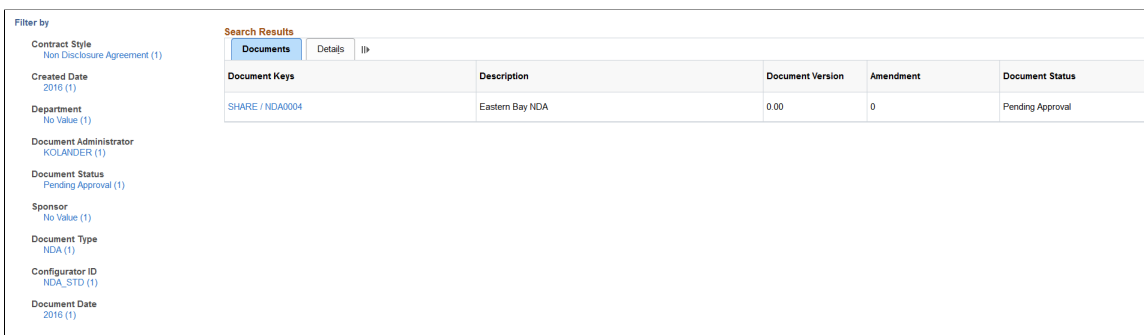 Filter by
Contract Style
Non Disclosure Agreement (1)
Created Date
2016 (1)
Department
No Value (1)
Document Administrator
KOLANDER (1)
Document Status
Pending Approval (1)
Sponsor
No Value (1)
Document Type
NDA (1)
Configurator ID
NDA_STD (1)
Document Date
2016 (1)
Search Results
Documents Details
Document Keys Description Document Version Amendment Document Status
SHARE / NDA0004 Eastern Bay NDA 0.00 0 Pending Approval